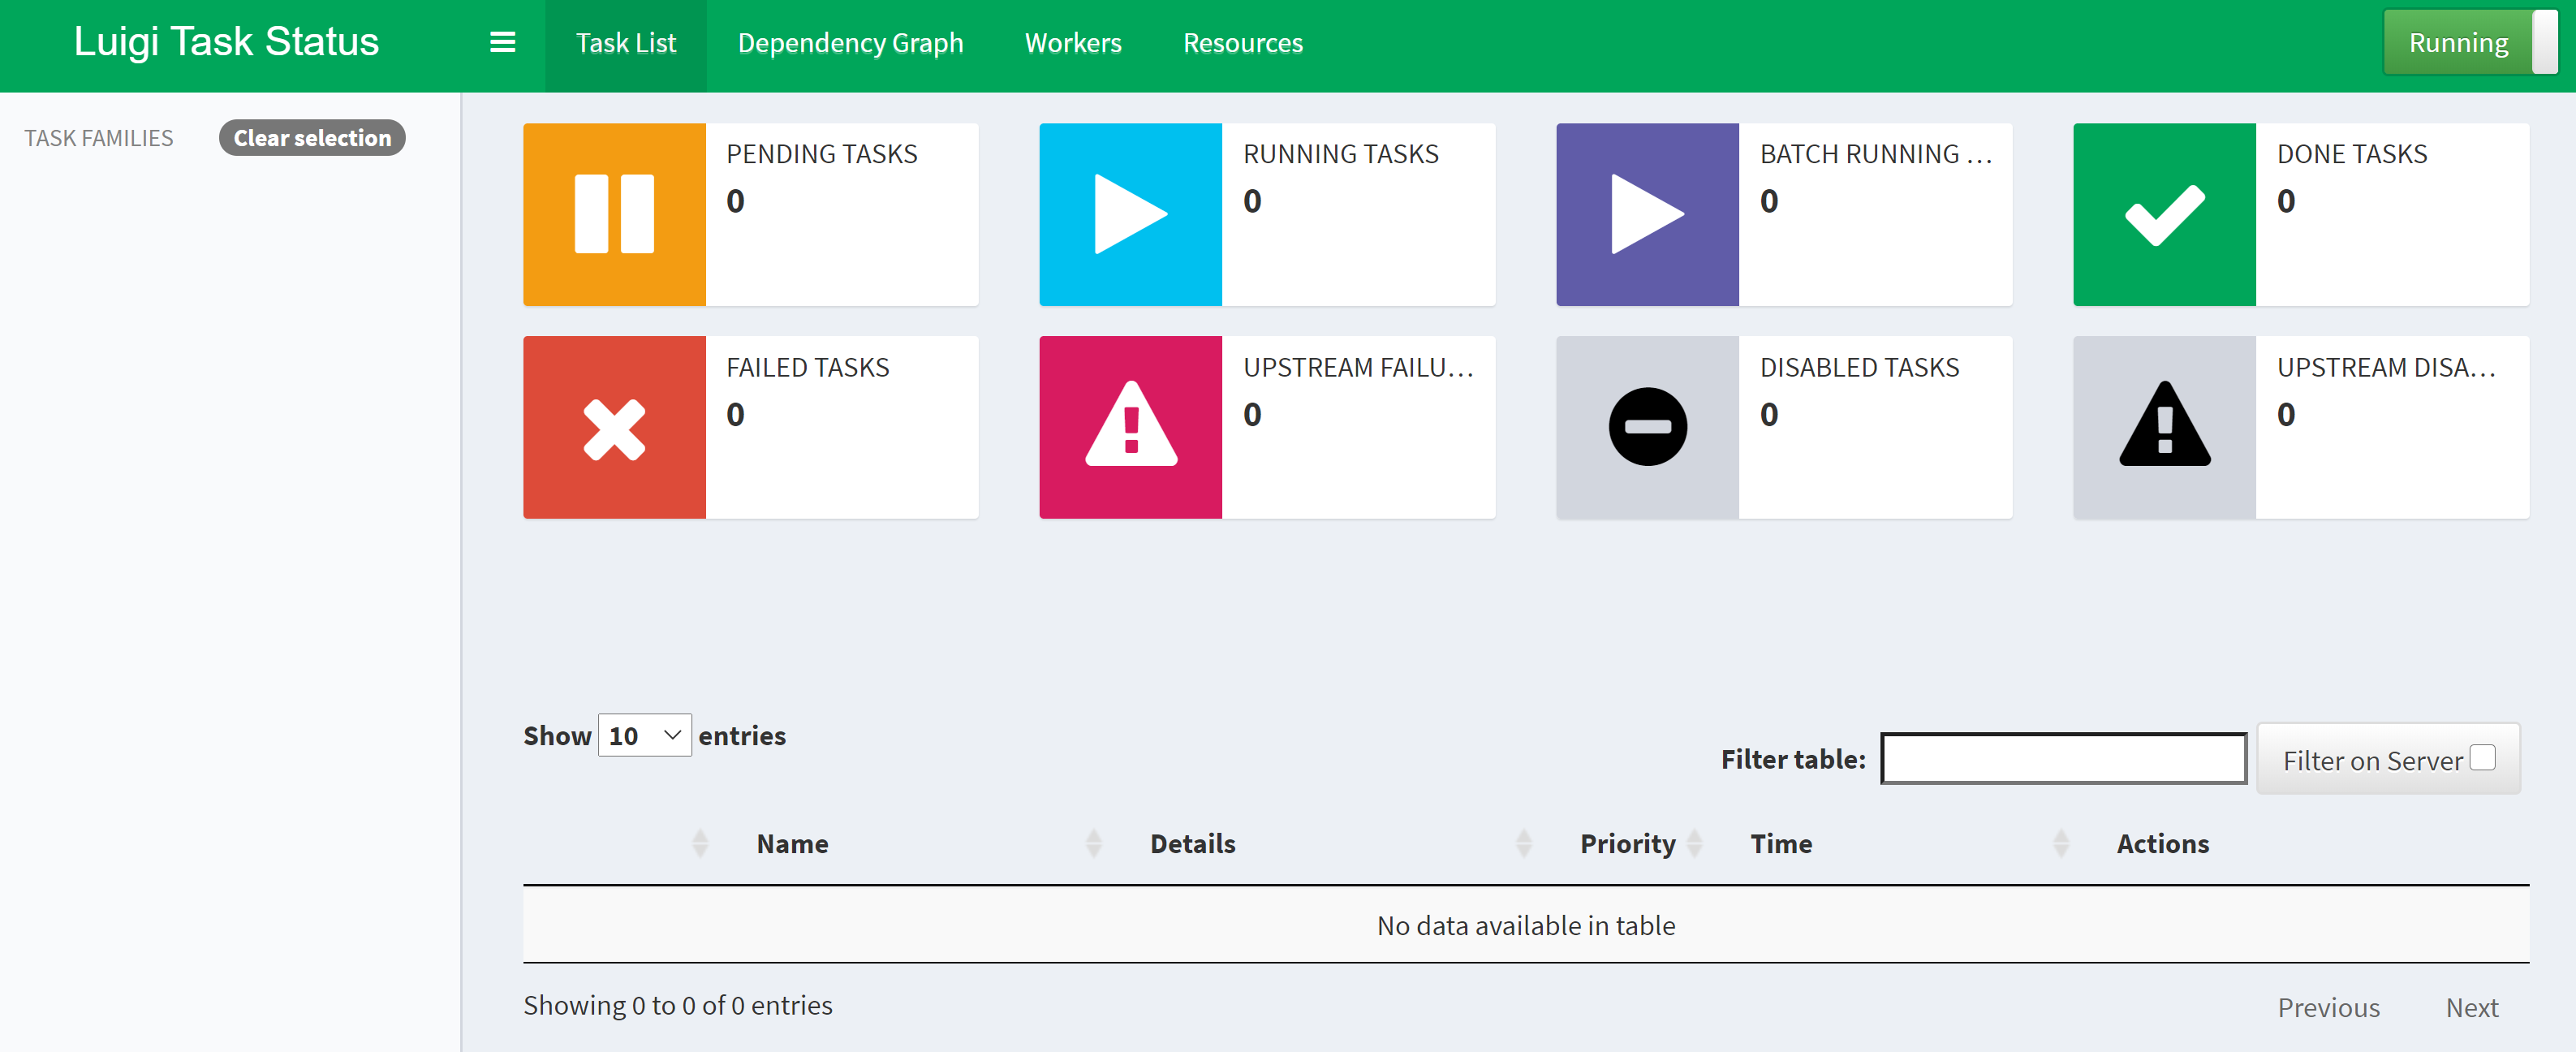 Luigi Task Status
Task List Dependency Graph Workers Resources Running
TASK FAMILIES Clear selection
PENDING TASKS
0
RUNNING TASKS
0
BATCH RUNNING …
0
DONE TASKS
0
FAILED TASKS
0
UPSTREAM FAILU…
0
DISABLED TASKS
0
UPSTREAM DISA…
0
Show 10 entries
Filter table: Filter on Server
Name Details Priority Time Actions
No data available in table
Showing 0 to 0 of 0 entries
Previous Next